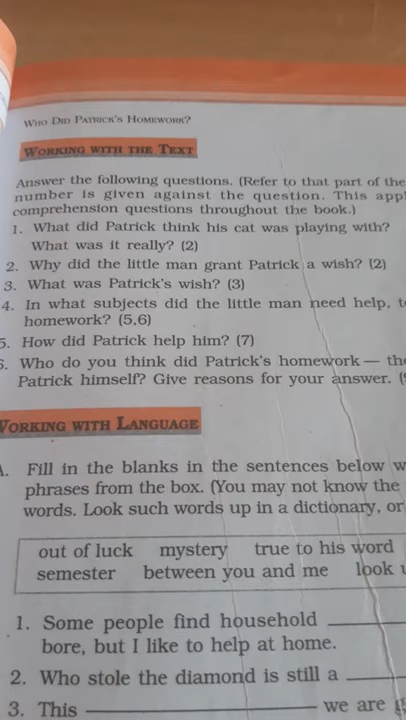 WHO DID PATRICK'S HOMEWORK?
WORKING WITH THE TEXT
Answer the following questions. (Refer to that part of the
number is given against the question. This
comprehension questions throughout the book.)
1. What did Patrick think his cat was playing with?
What was it really? (2)
2. Why did the little man grant Patrick a wish? (2)
3. What was Patrick's wish? (3)
4. In what subjects did the little man need help,
homework? (5,6)
5. How did Patrick help him? (7)
6. Who do you think did Patrick's homework —
Patrick himself? Give reasons for your answer.
WORKING WITH LANGUAGE
A. Fill in the blanks in the sentences below
phrases from the box. (You may not know the
words. Look such words up in a dictionary, or
out of luck mystery true to his word
semester between you and me look
1. Some people find household
bore, but I like to help at home.
2. Who stole the diamond is still a
3. This we are